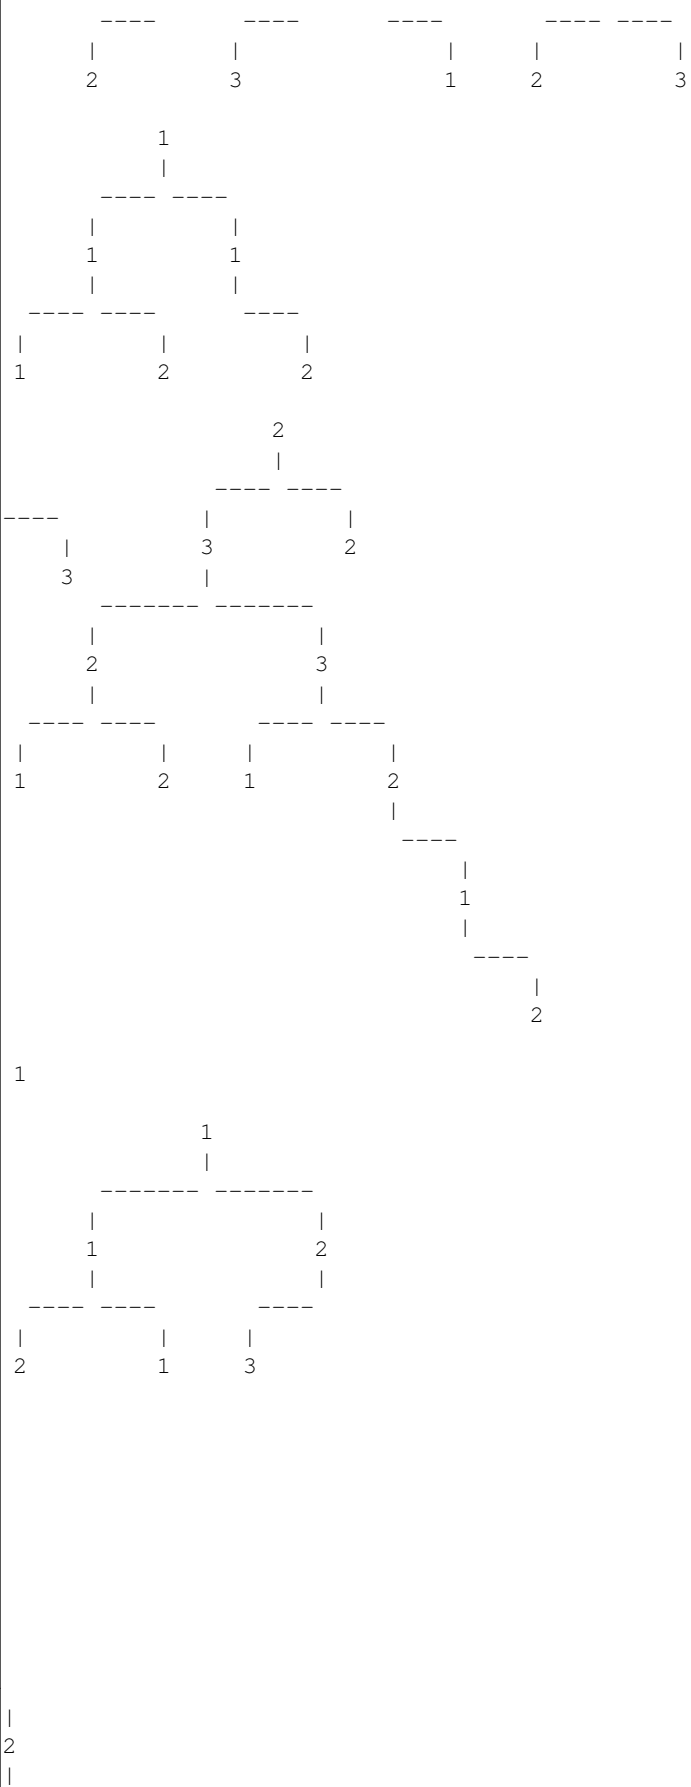 ----      ----      ----       ---- ----
      |         |              |     |         |
      2         3              1     2         3

           1
           |
       ---- ----
      |         |
      1         1
      |         |
  ---- ----      ----
 |         |         |
 1         2         2

                   2
                   |
               ---- ----
----          |         |
    |         3         2
    3         |
       ------- -------
      |               |
      2               3
      |               |
  ---- ----       ---- ----
 |         |     |         |
 1         2     1         2
                           |
                            ----
                                |
                                1
                                |
                                 ----
                                     |
                                     2

 1

              1
              |
       ------- -------
      |               |
      1               2
      |               |
  ---- ----       ----
 |         |     |
 2         1     3

|
2
|